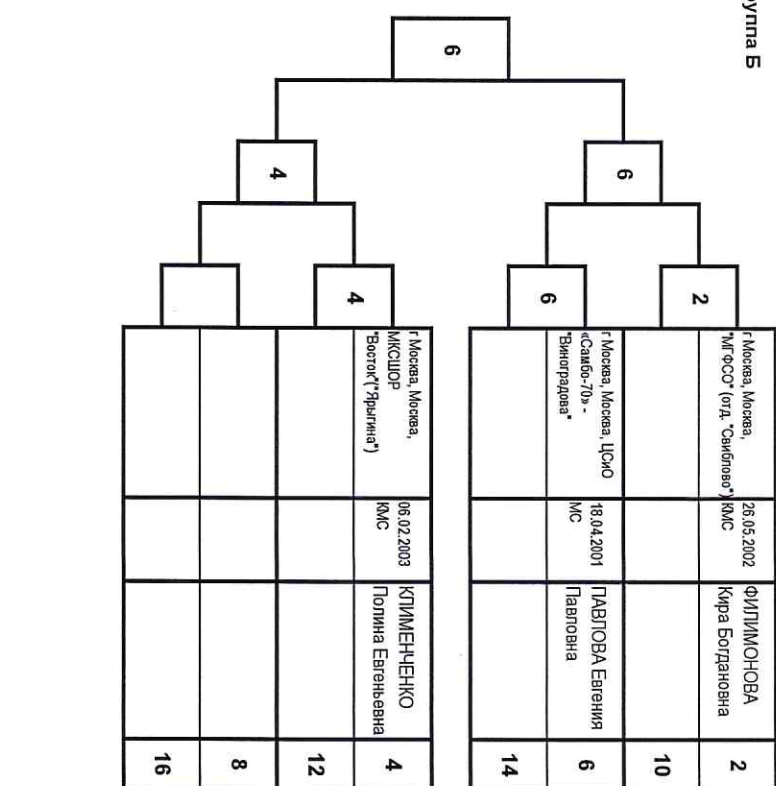 уппа Б
г Москва, Москва,
"МГФСО" (отд. "Свиблово")
26.05.2002
КМС
ФИЛИМОНОВА
Кира Богдановна
2
2
10
6
г Москва, Москва, ЦСиО
«Самбо-70» -
"Виноградова"
18.04.2001
МС
ПАВЛОВА Евгения
Павловна
6
6
14
6
г Москва, Москва,
МКСШОР
"Восток"("Ярыгина")
06.02.2003
КМС
КЛИМЕНЧЕНКО
Полина Евгеньевна
4
4
12
4
8
16